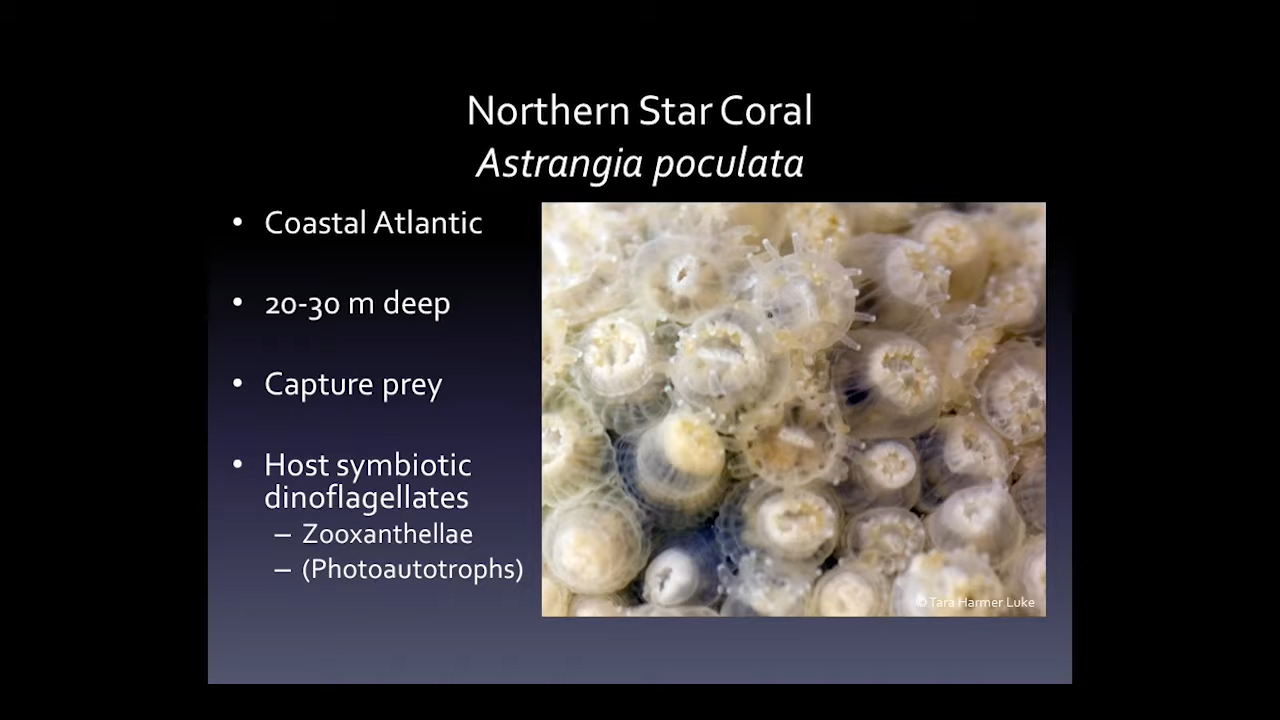 Northern Star Coral
Astrangia poculata
• Coastal Atlantic
• 20-30 m deep
• Capture prey
• Host symbiotic
dinoflagellates
– Zooxanthellae
– (Photoautotrophs)
© Tara Harmer Luke